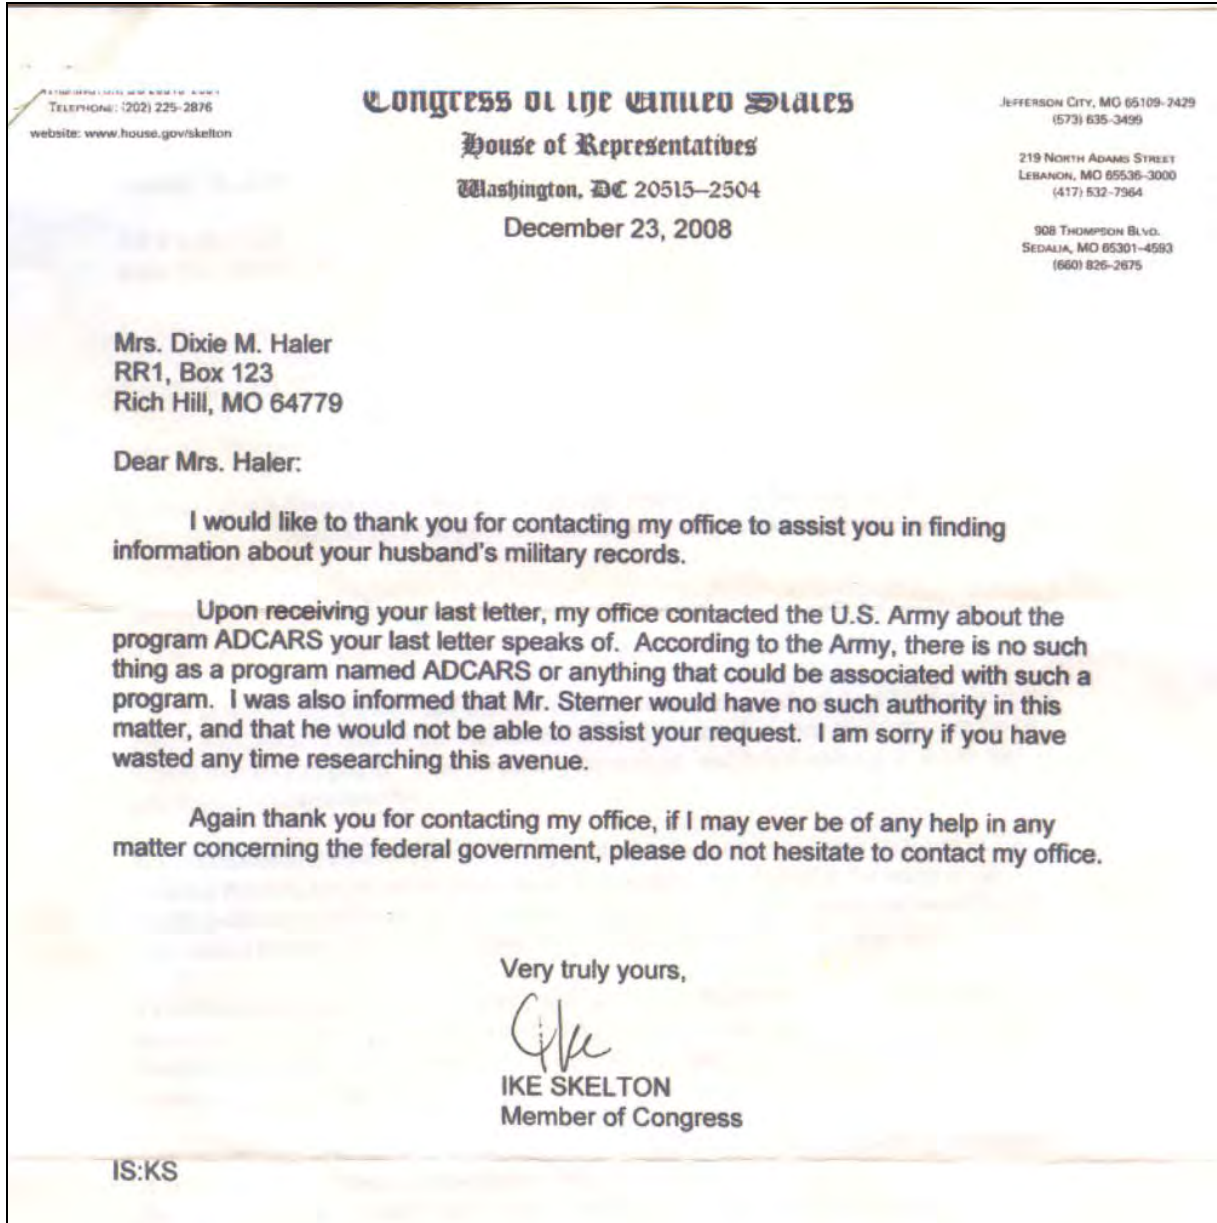 TELEPHONE: (202) 225-2876
website: www.house.gov/skelton
Congress of the United States
House of Representatives
Washington, DC 20515–2504
December 23, 2008
JEFFERSON CITY, MO 65109-2429
(573) 635-3499
219 NORTH ADAMS STREET
LEBANON, MO 65536-3000
(417) 532-7964
908 THOMPSON BLVD.
SEDALIA, MO 65301-4593
(660) 826-2675
Mrs. Dixie M. Haler
RR1, Box 123
Rich Hill, MO 64779
Dear Mrs. Haler:
I would like to thank you for contacting my office to assist you in finding
information about your husband's military records.
Upon receiving your last letter, my office contacted the U.S. Army about the
program ADCARS your last letter speaks of. According to the Army, there is no such
thing as a program named ADCARS or anything that could be associated with such a
program. I was also informed that Mr. Sterner would have no such authority in this
matter, and that he would not be able to assist your request. I am sorry if you have
wasted any time researching this avenue.
Again thank you for contacting my office, if I may ever be of any help in any
matter concerning the federal government, please do not hesitate to contact my office.
Very truly yours,
Ike
IKE SKELTON
Member of Congress
IS:KS